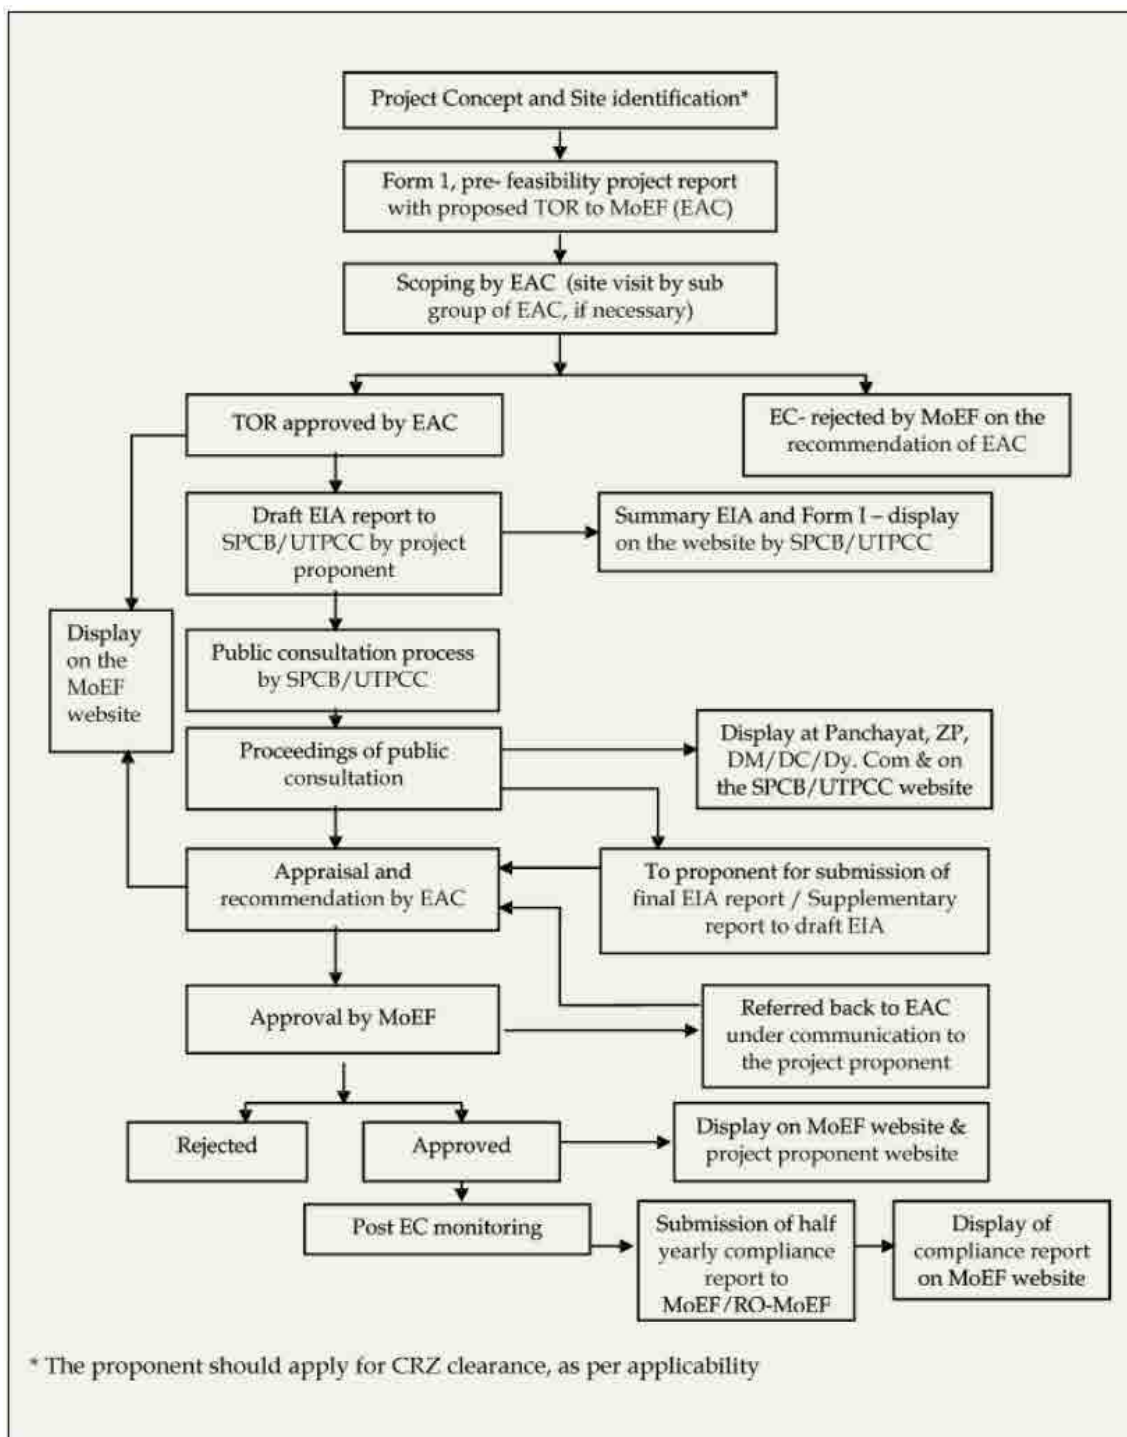 Project Concept and Site identification*
Form 1, pre- feasibility project report
with proposed TOR to MoEF (EAC)
Scoping by EAC (site visit by sub
group of EAC, if necessary)
TOR approved by EAC
EC- rejected by MoEF on the
recommendation of EAC
Draft EIA report to
SPCB/UTPCC by project
proponent
Summary EIA and Form I – display
on the website by SPCB/UTPCC
Display
on the
MoEF
website
Public consultation process
by SPCB/UTPCC
Proceedings of public
consultation
Display at Panchayat, ZP,
DM/DC/Dy. Com & on
the SPCB/UTPCC website
Appraisal and
recommendation by EAC
To proponent for submission of
final EIA report / Supplementary
report to draft EIA
Approval by MoEF
Referred back to EAC
under communication to
the project proponent
Rejected
Approved
Display on MoEF website &
project proponent website
Post EC monitoring
Submission of half
yearly compliance
report to
MoEF/RO-MoEF
Display of
compliance report
on MoEF website
* The proponent should apply for CRZ clearance, as per applicability